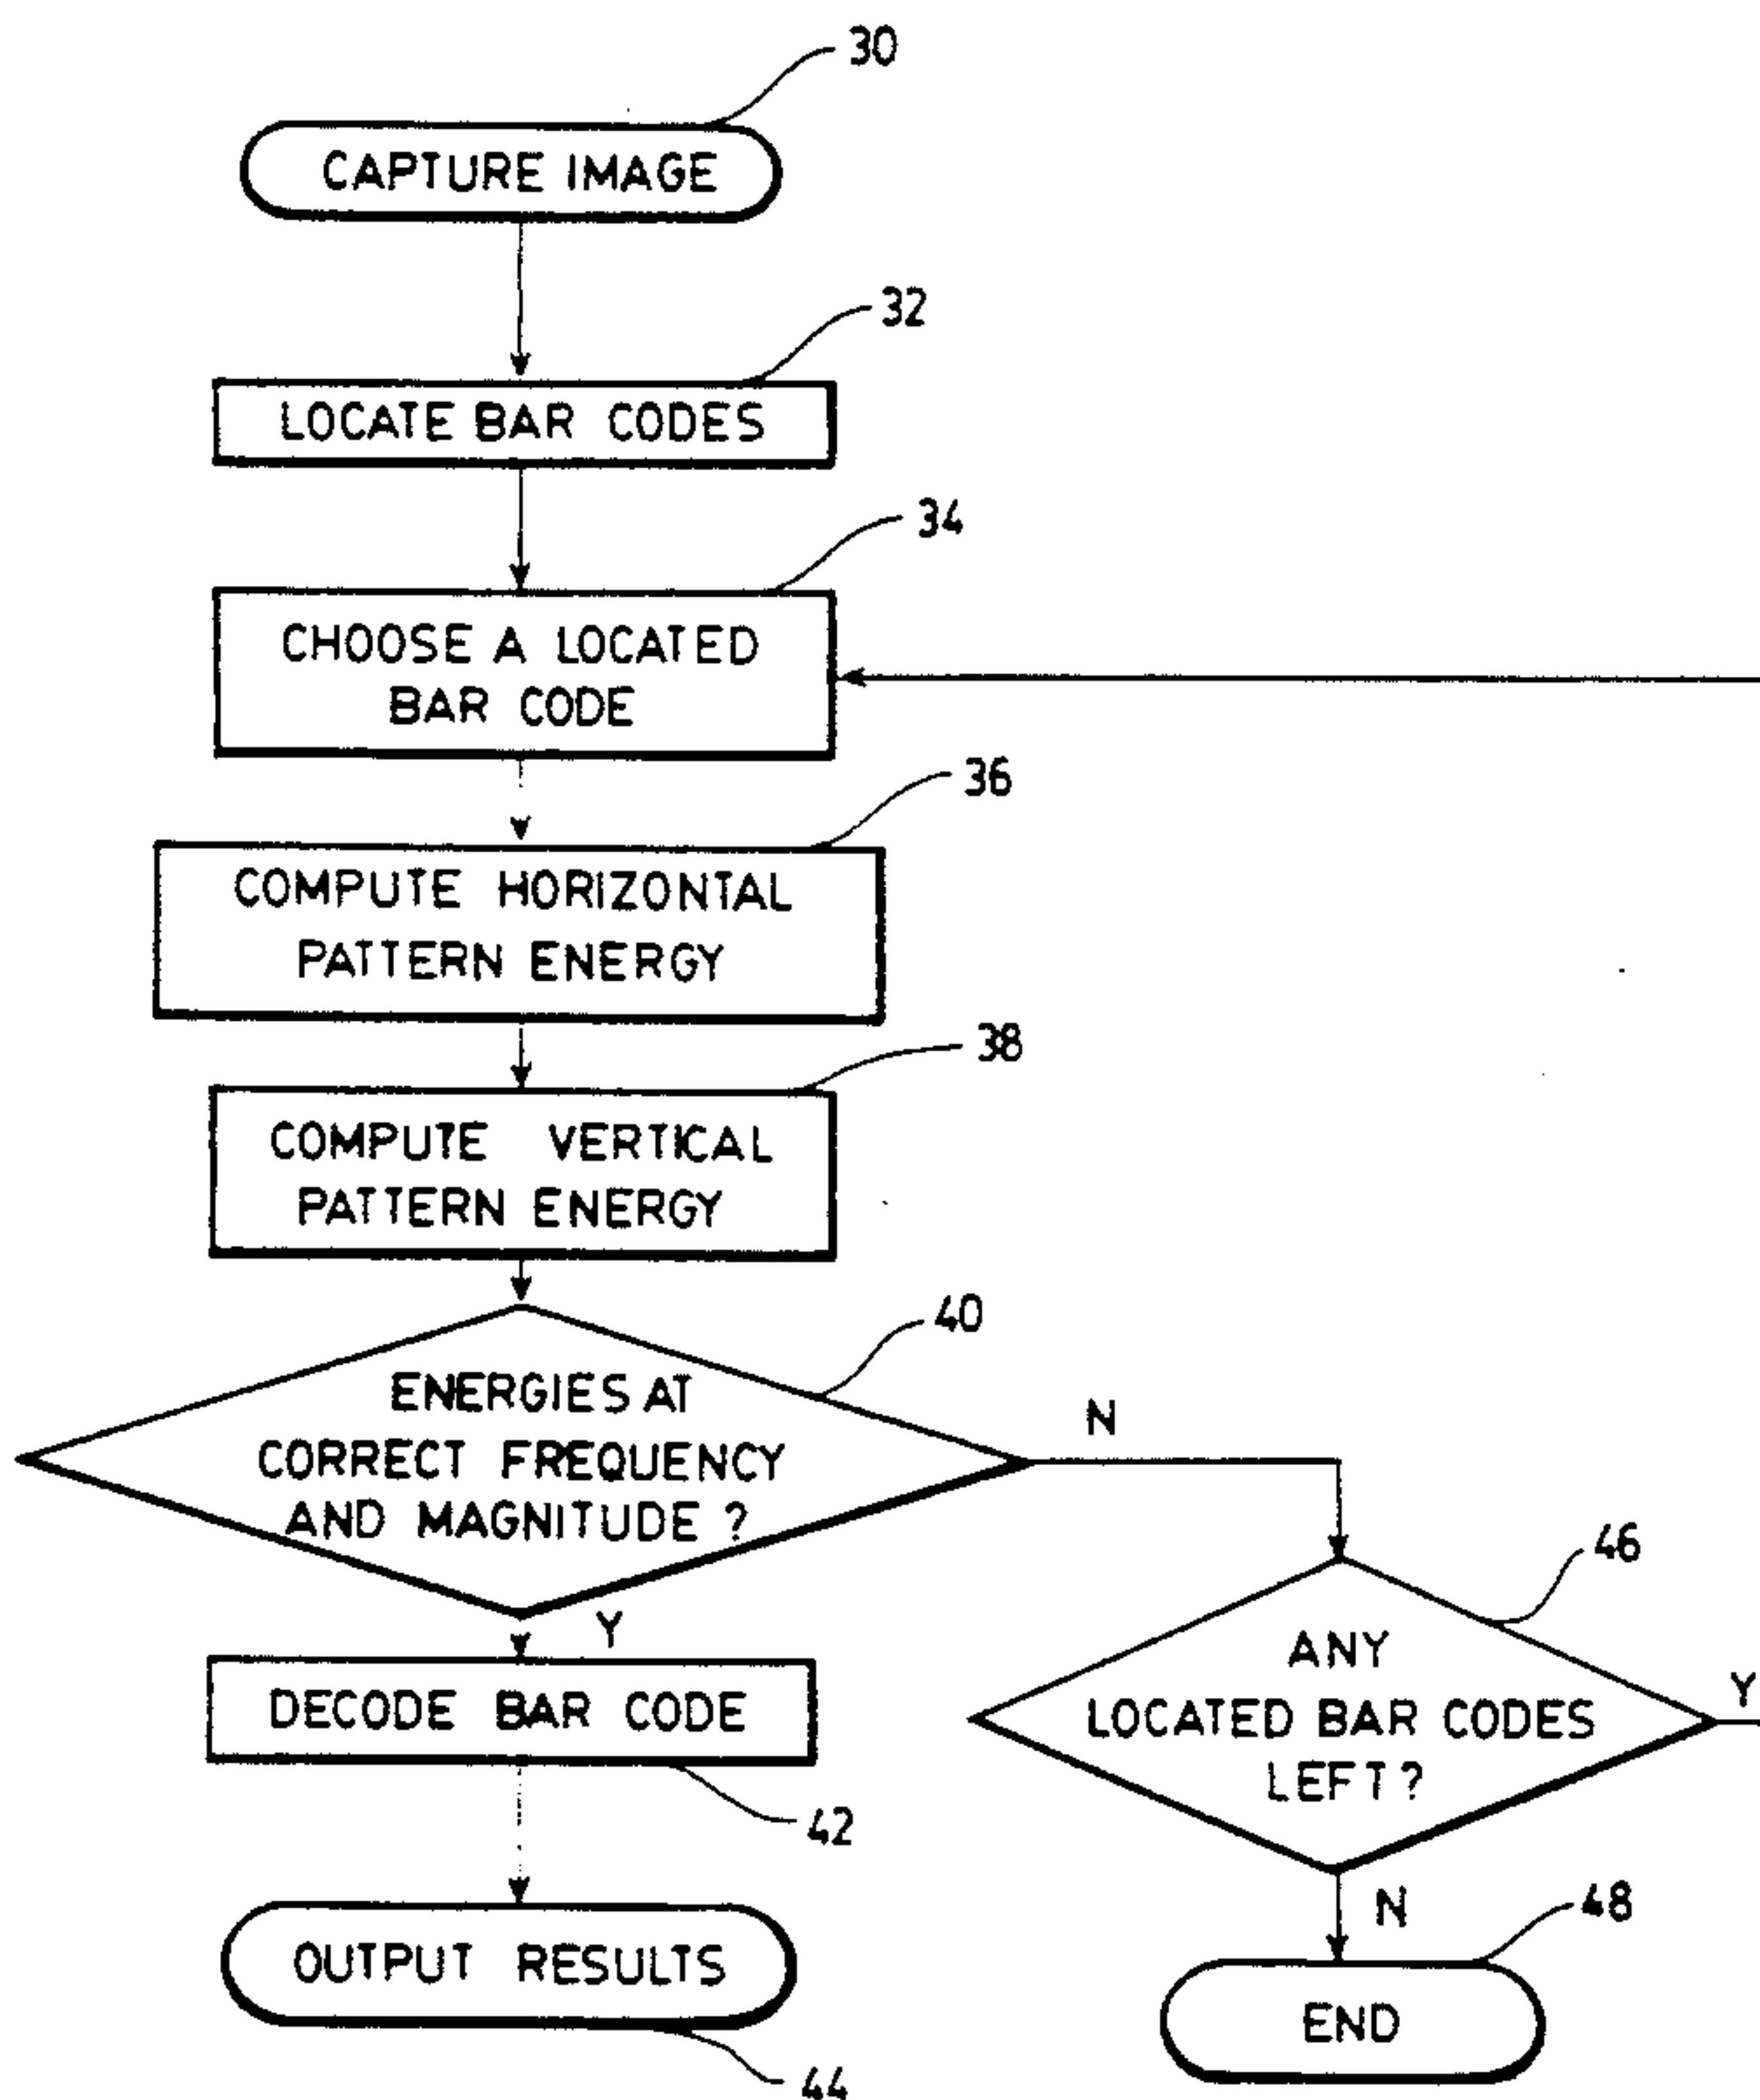 30
CAPTURE IMAGE
32
LOCATE BAR CODES
34
CHOOSE A LOCATED
BAR CODE
36
COMPUTE HORIZONTAL
PATTERN ENERGY
38
COMPUTE VERTICAL
PATTERN ENERGY
40
ENERGIES AT
CORRECT FREQUENCY
AND MAGNITUDE ?
N
Y
DECODE BAR CODE
42
OUTPUT RESULTS
44
46
ANY
LOCATED BAR CODES
LEFT ?
Y
N
48
END